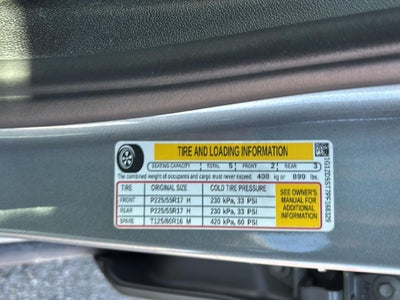 TIRE AND LOADING INFORMATION
SEATING CAPACITY TOTAL 5 FRONT 2 REAR 3
The combined weight of occupants and cargo must never exceed 408 kg or 899 lbs.
TIRE ORIGINAL SIZE COLD TIRE PRESSURE
FRONT P225/55R17 H 230 kPa, 33 PSI
REAR P225/55R17 H 230 kPa, 33 PSI
SPARE T125/80R16 M 420 kPa, 60 PSI
SEE OWNER'S
MANUAL FOR
ADDITIONAL
INFORMATION
1G1ZD5ST7PF168329